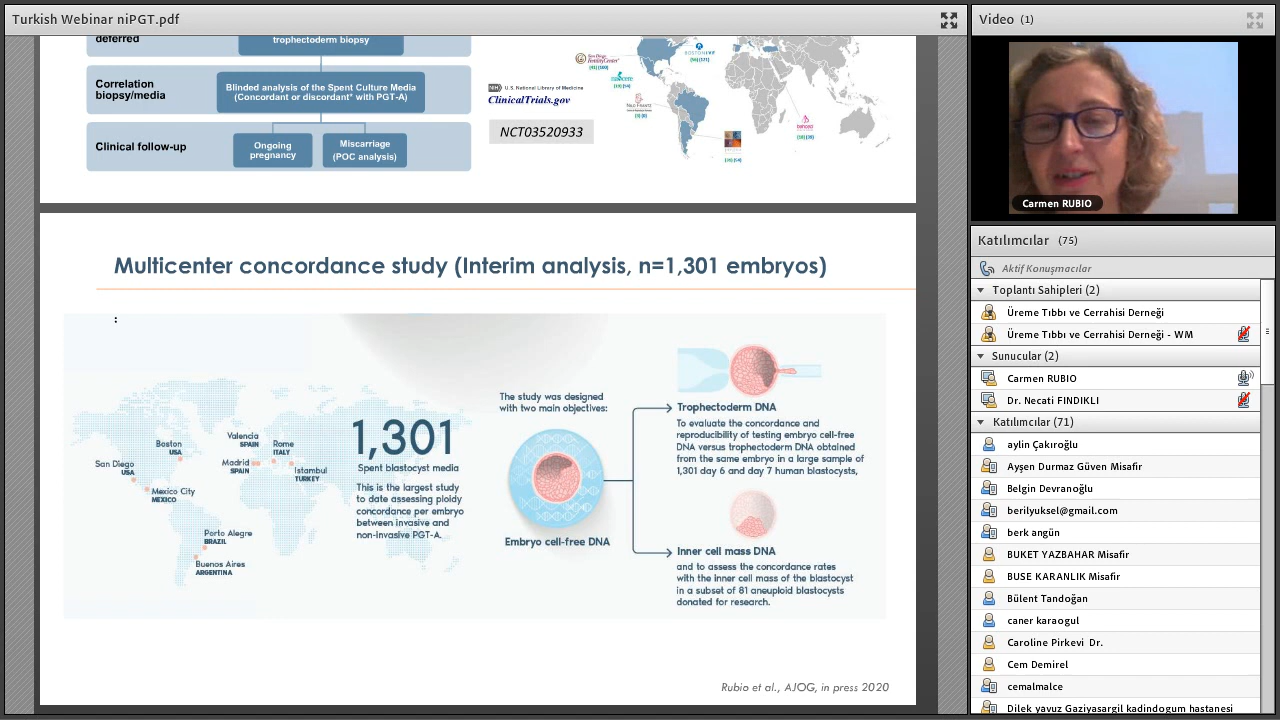 Turkish Webinar niPGT.pdf
deferred
trophectoderm biopsy
Correlation
biopsy/media
Blinded analysis of the Spent Culture Media
(Concordant or discordant* with PGT-A)
Clinical follow-up
Ongoing
pregnancy
Miscarriage
(POC analysis)
NIH U.S. National Library of Medicine
ClinicalTrials.gov
NCT03520933
BOSTON IVF
Multicenter concordance study (Interim analysis, n=1,301 embryos)
:
Boston
USA
San Diego
USA
Mexico City
MEXICO
Porto Alegre
BRAZIL
Buenos Aires
ARGENTINA
Valencia
SPAIN
Madrid
SPAIN
Rome
ITALY
Istambul
TURKEY
1,301
Spent blastocyst media
This is the largest study
to date assessing ploidy
concordance per embryo
between invasive and
non-invasive PGT-A.
The study was designed
with two main objectives:
Embryo cell-free DNA
Trophectoderm DNA
To evaluate the concordance and
reproducibility of testing embryo cell-free
DNA versus trophectoderm DNA obtained
from the same embryo in a large sample of
1,301 day 6 and day 7 human blastocysts,
Inner cell mass DNA
and to assess the concordance rates
with the inner cell mass of the blastocyst
in a subset of 81 aneuploid blastocysts
donated for research.
Rubio et al., AJOG, in press 2020
Video (1)
Carmen RUBIO
Katılımcılar (75)
Aktif Konuşmacılar
Toplantı Sahipleri (2)
Üreme Tıbbı ve Cerrahisi Derneği
Üreme Tıbbı ve Cerrahisi Derneği - WM
Sunucular (2)
Carmen RUBIO
Dr. Necati FINDIKLI
Katılımcılar (71)
aylin Çakıroğlu
Ayşen Durmaz Güven Misafir
Belgin Devranoğlu
berilyuksel@gmail.com
berk angün
BUKET YAZBAHAR Misafir
BUSE KARANLIK Misafir
Bülent Tandoğan
caner karaogul
Caroline Pirkevi Dr.
Cem Demirel
cemalmalce
Dilek yavuz Gaziyasargil kadindogum hastanesi